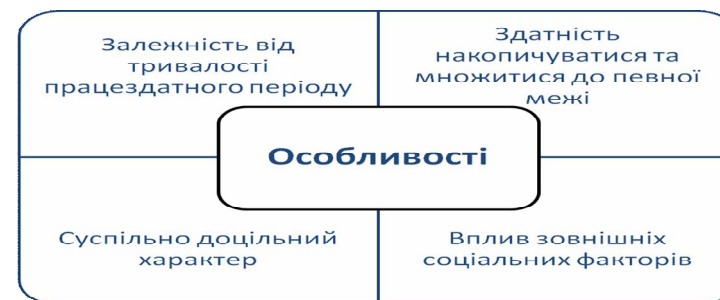 Залежність від
тривалості
працездатного періоду
Здатність
накопичуватися та
множитися до певної
межі
Особливості
Суспільно доцільний
характер
Вплив зовнішніх
соціальних факторів